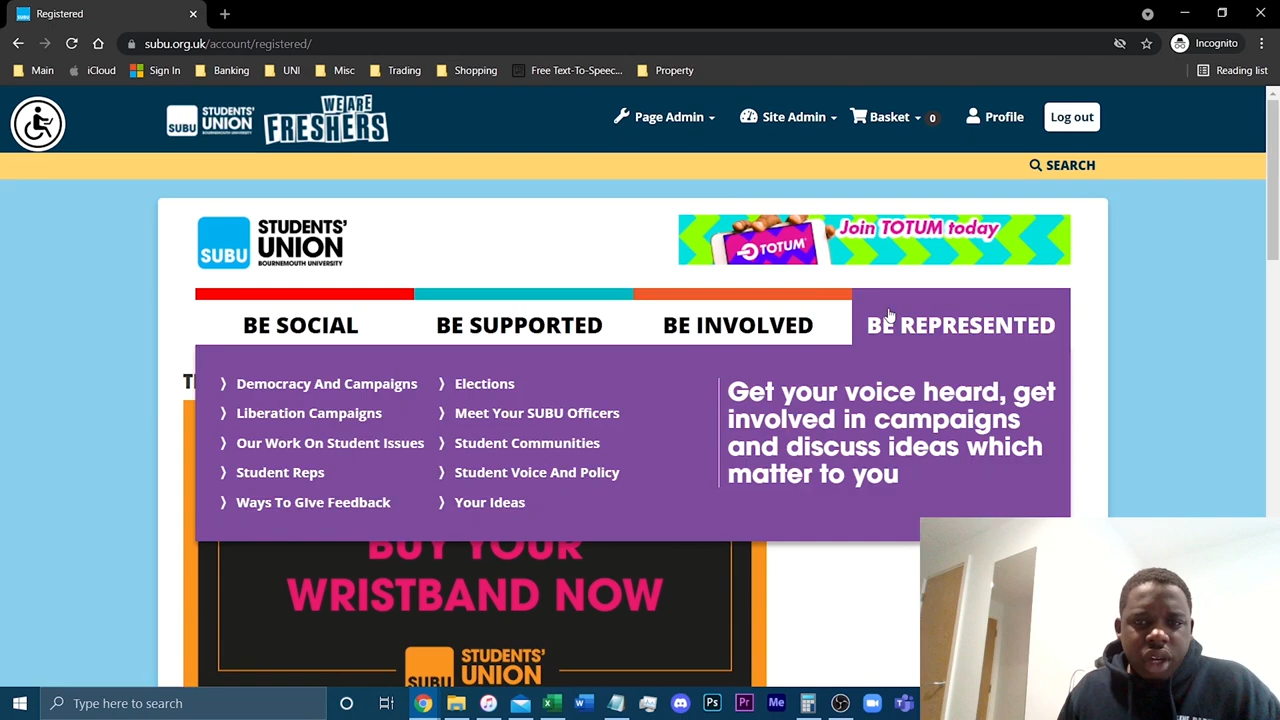 Registered
subu.org.uk/account/registered/
Incognito
Main
iCloud
Sign In
Banking
UNI
Misc
Trading
Shopping
Free Text-To-Speec...
Property
Reading list
SUBU
STUDENTS'
UNION
BOURNEMOUTH UNIVERSITY
WE ARE
FRESHERS
Page Admin
Site Admin
Basket
0
Profile
Log out
SEARCH
SUBU
STUDENTS'
UNION
BOURNEMOUTH UNIVERSITY
TOTUM
Join TOTUM today
BE SOCIAL
BE SUPPORTED
BE INVOLVED
BE REPRESENTED
Democracy And Campaigns
Liberation Campaigns
Our Work On Student Issues
Student Reps
Ways To GIve Feedback
Elections
Meet Your SUBU Officers
Student Communities
Student Voice And Policy
Your Ideas
Get your voice heard, get
involved in campaigns
and discuss ideas which
matter to you
BUY YOUR
WRISTBAND NOW
SUBU
STUDENTS'
UNION
Type here to search
Ps
Pr
Me